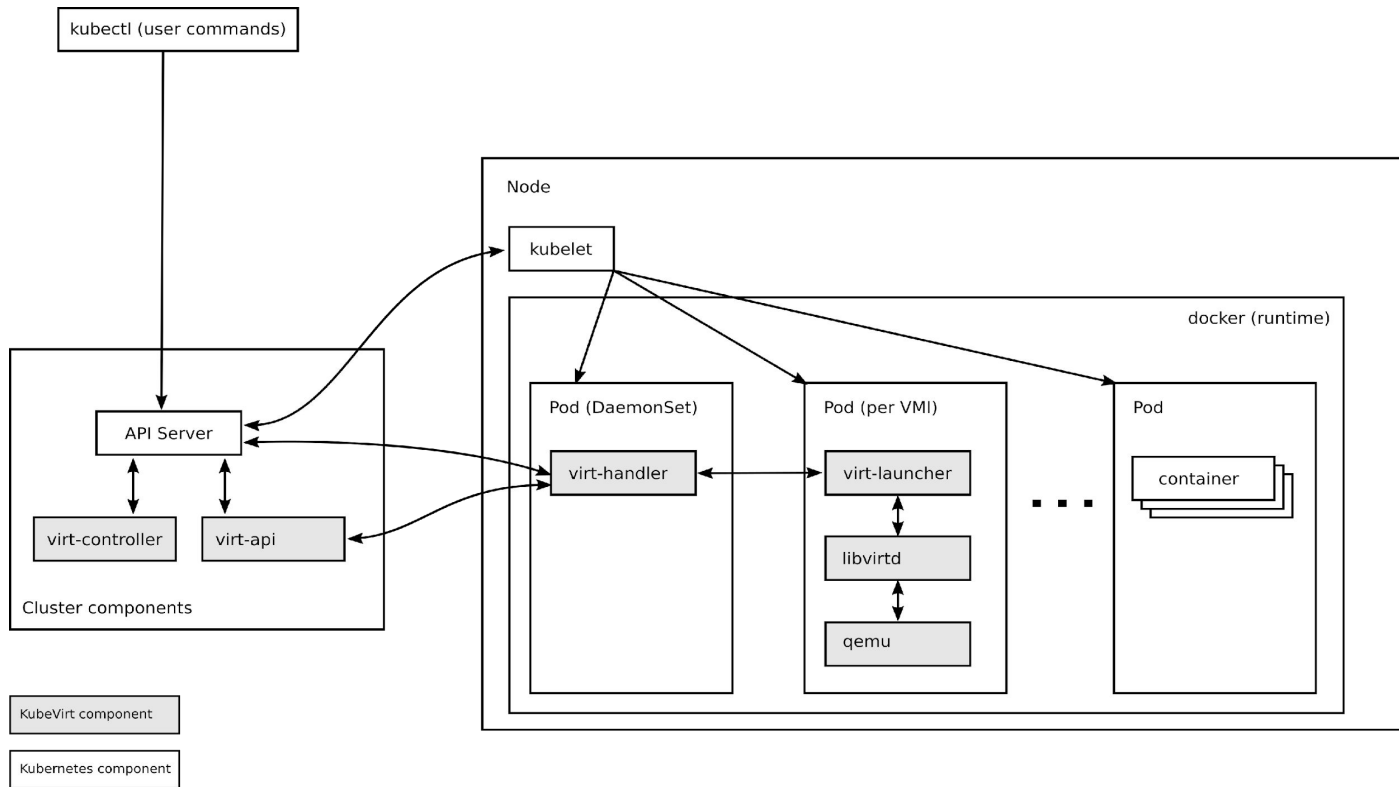 kubectl (user commands)
Node
kubelet
docker (runtime)
Pod (DaemonSet)
Pod (per VMI)
Pod
API Server
virt-handler
virt-launcher
container
virt-controller
virt-api
libvirtd
Cluster components
qemu
KubeVirt component
Kubernetes component